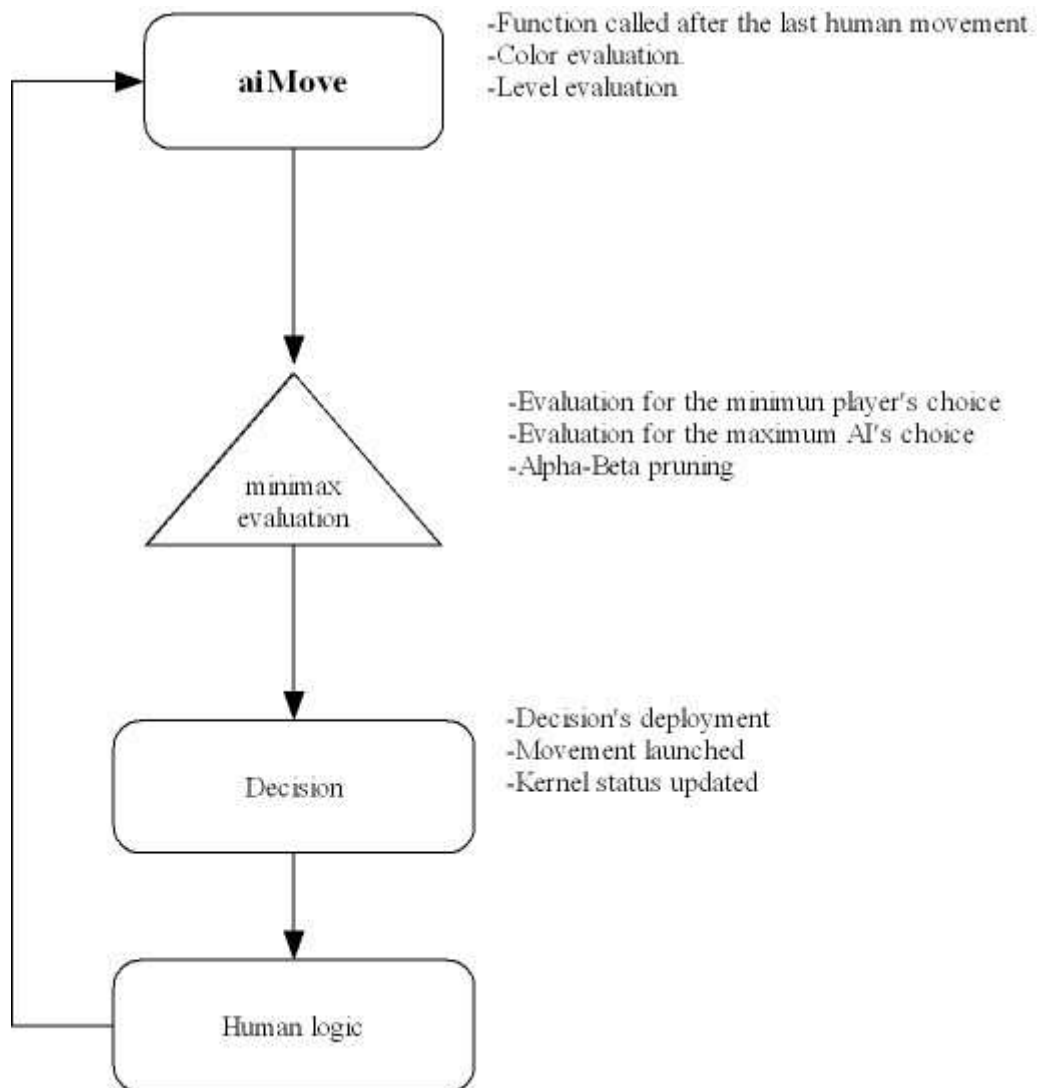 -Function called after the last human movement
-Color evaluation.
-Level evaluation
aiMove
-Evaluation for the minimun player's choice
-Evaluation for the maximum AI's choice
-Alpha-Beta pruning
minimax
evaluation
-Decision's deployment
-Movement launched
-Kernel status updated
Decision
Human logic